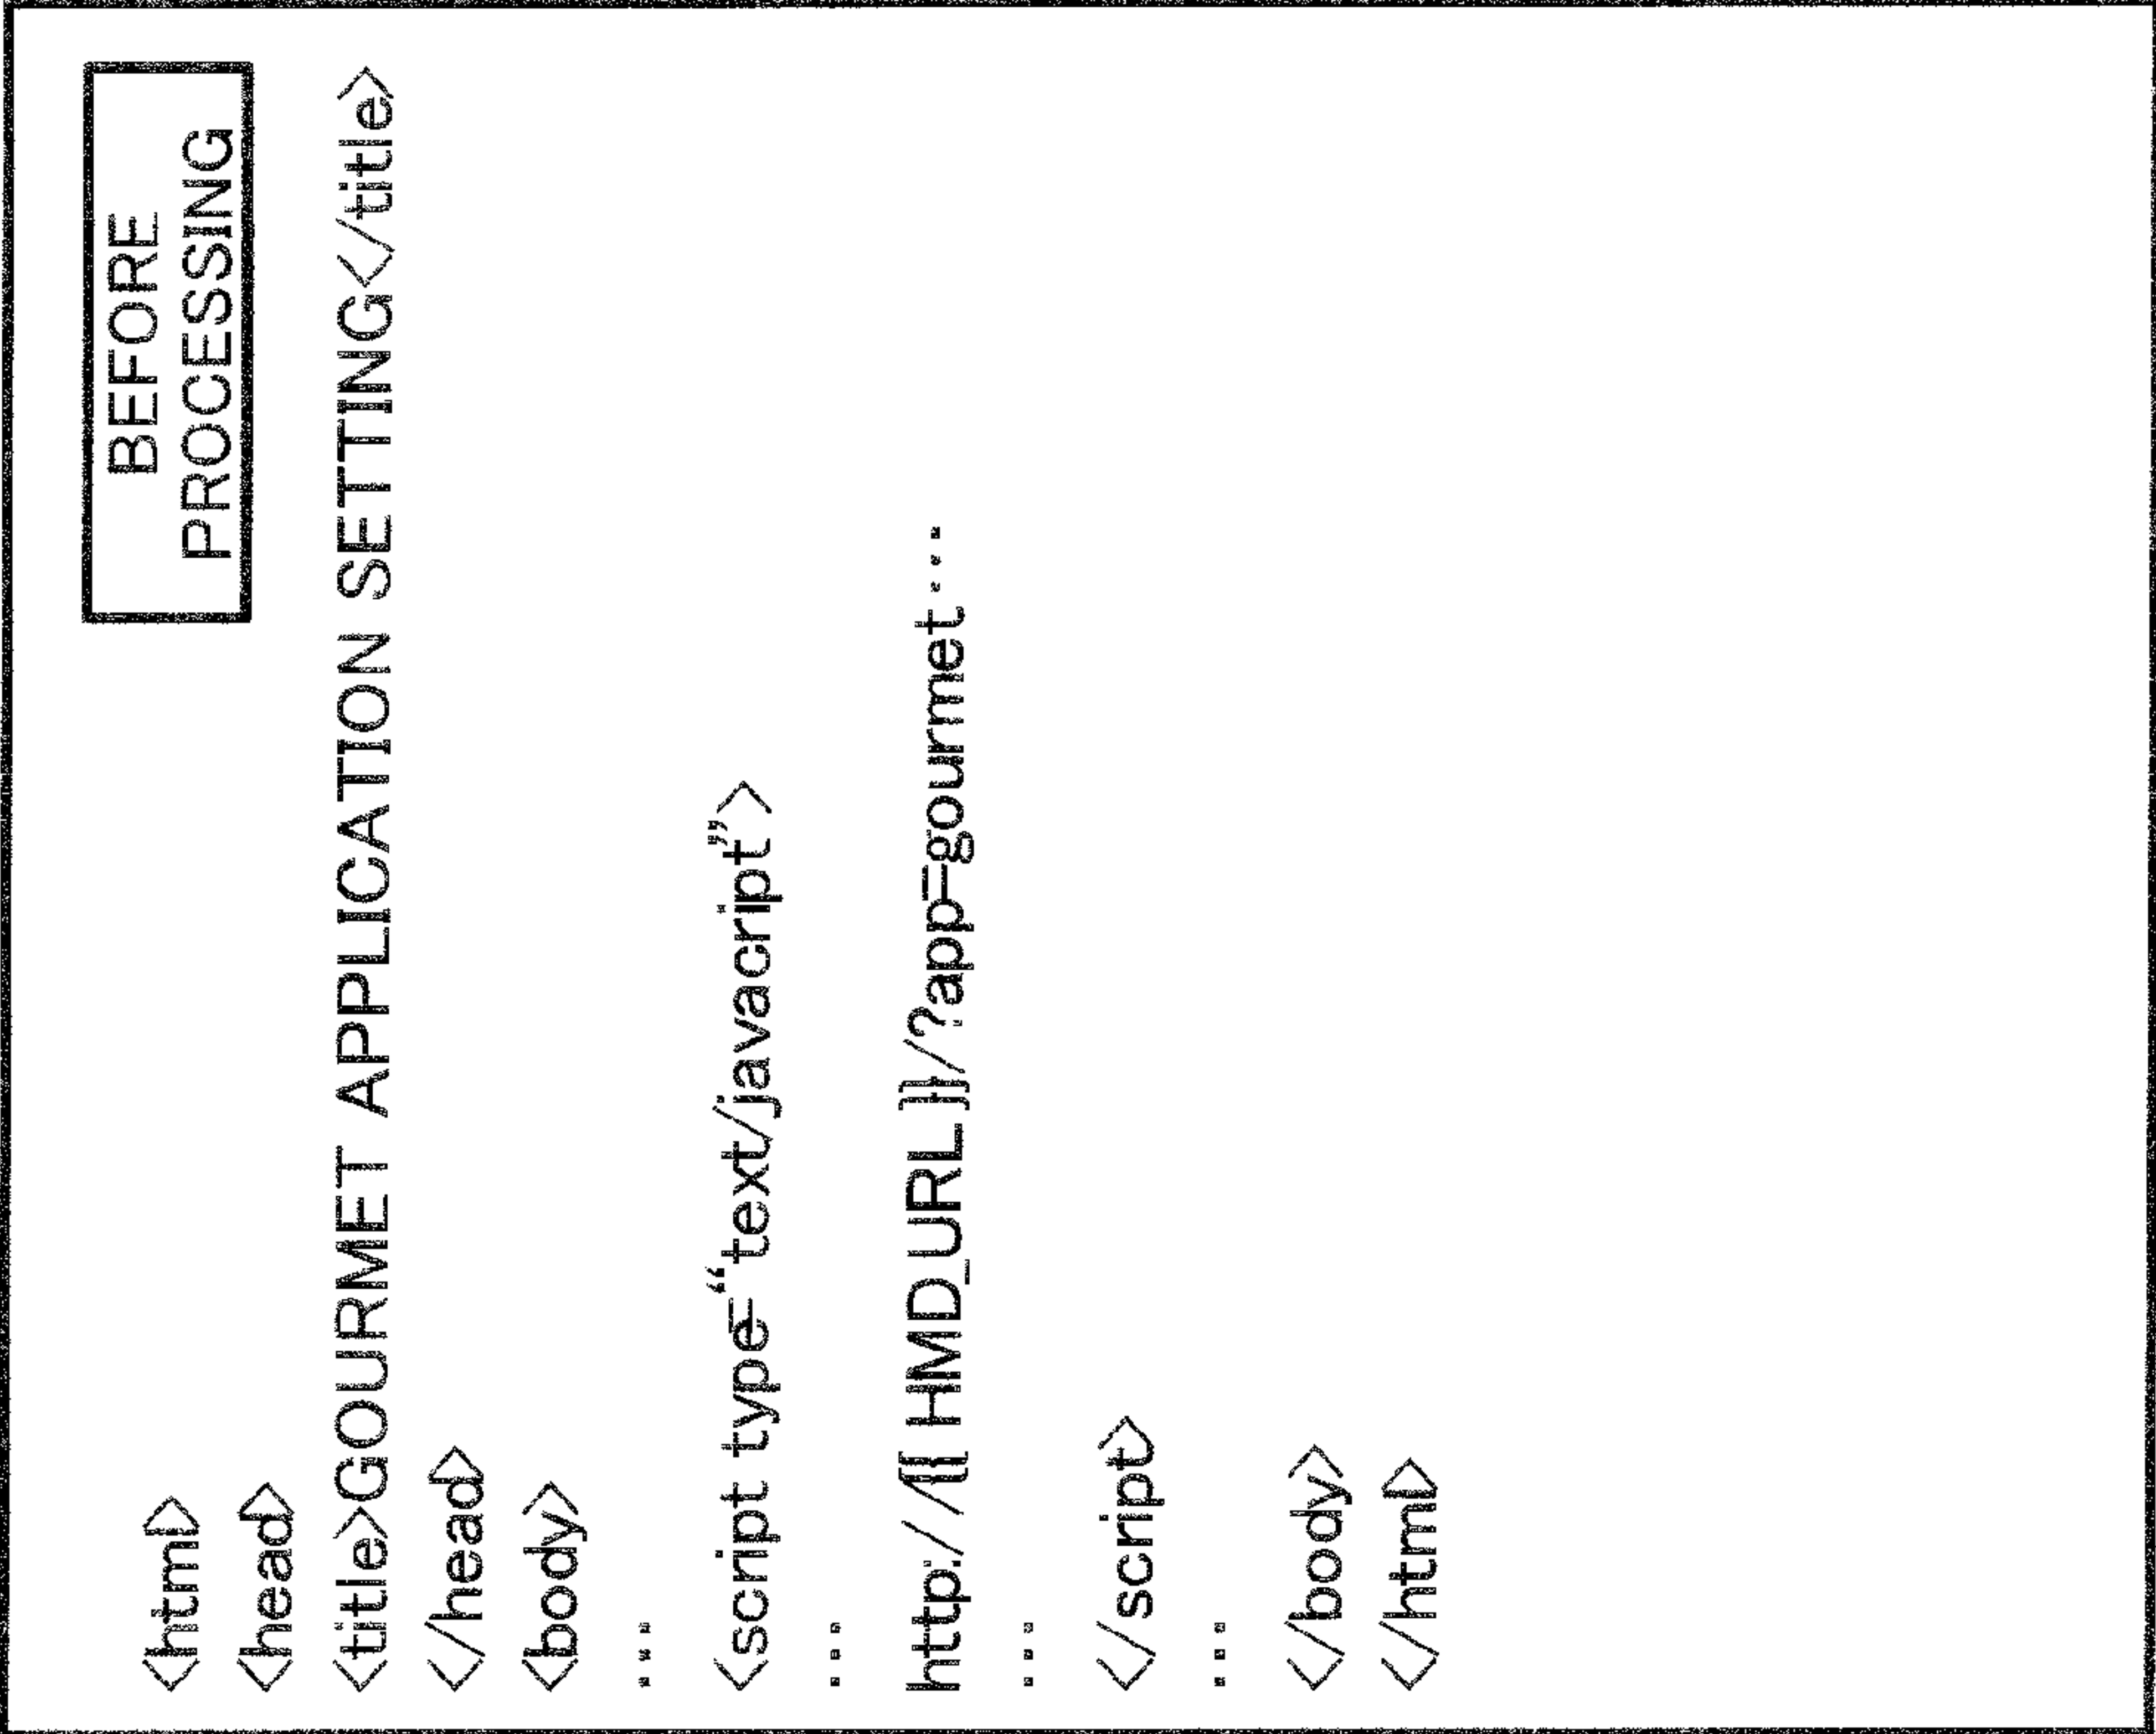 BEFORE
PROCESSING
<html>
<head>
<title>GOURMET APPLICATION SETTING</title>
</head>
<body>
...
<script type=“text/javacript”>
...
http://{{ HMD_URL }}/?app=gourmet...
...
</script>
...
</body>
</html>